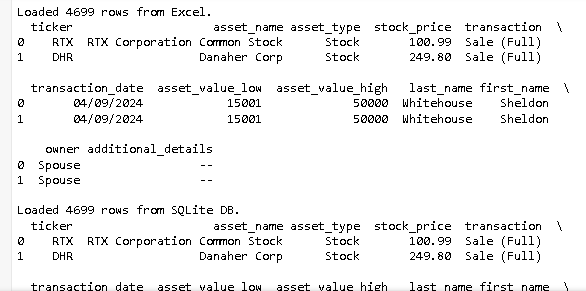 Loaded 4699 rows from Excel.
ticker asset_name asset_type stock_price transaction \
0 RTX RTX Corporation Common Stock Stock 100.99 Sale (Full)
1 DHR Danaher Corp Stock 249.80 Sale (Full)
transaction_date asset_value_low asset_value_high last_name first_name \
0 04/09/2024 15001 50000 Whitehouse Sheldon
1 04/09/2024 15001 50000 Whitehouse Sheldon
owner additional_details
0 Spouse --
1 Spouse --
Loaded 4699 rows from SQLite DB.
ticker asset_name asset_type stock_price transaction \
0 RTX RTX Corporation Common Stock Stock 100.99 Sale (Full)
1 DHR Danaher Corp Stock 249.80 Sale (Full)
transaction_date asset_value_low asset_value_high last_name first_name \